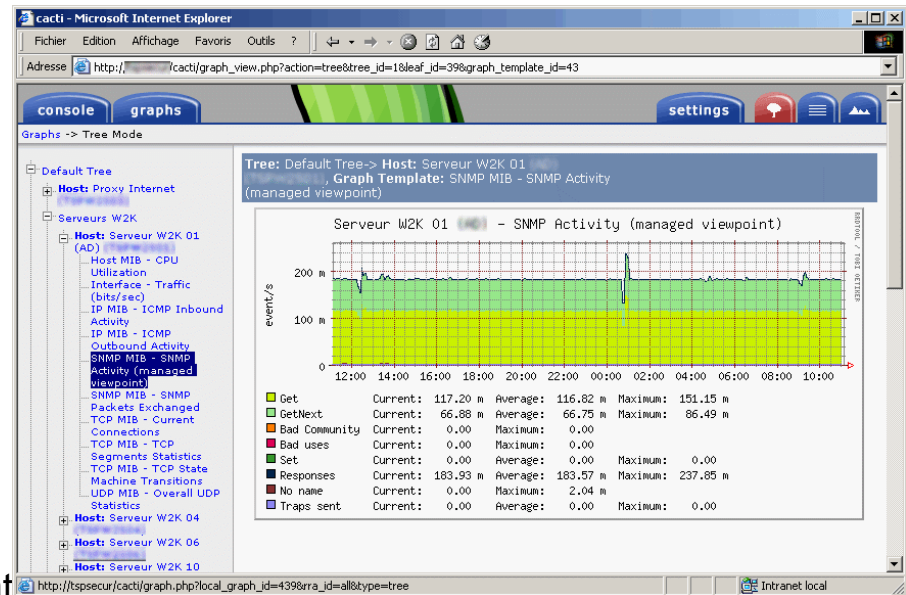 cacti - Microsoft Internet Explorer
Fichier Edition Affichage Favoris Outils ?
Adresse http:/ /cacti/graph_view.php?action=tree&tree_id=1&leaf_id=39&graph_template_id=43
console graphs settings
Graphs -> Tree Mode
Default Tree
Host: Proxy Internet
Serveurs W2K
Host: Serveur W2K 01
(AD)
Host MIB - CPU
Utilization
Interface - Traffic
(bits/sec)
IP MIB - ICMP Inbound
Activity
IP MIB - ICMP
Outbound Activity
SNMP MIB - SNMP
Activity (managed
viewpoint)
SNMP MIB - SNMP
Packets Exchanged
TCP MIB - Current
Connections
TCP MIB - TCP
Segments Statistics
TCP MIB - TCP State
Machine Transitions
UDP MIB - Overall UDP
Statistics
Host: Serveur W2K 04
Host: Serveur W2K 06
Host: Serveur W2K 10
Tree: Default Tree-> Host: Serveur W2K 01
, Graph Template: SNMP MIB - SNMP Activity
(managed viewpoint)
Serveur W2K 01 - SNMP Activity (managed viewpoint)
RRDTOOL / TOBI OETIKER
event/s
200 m
100 m
0
12:00 14:00 16:00 18:00 20:00 22:00 00:00 02:00 04:00 06:00 08:00 10:00
Get Current: 117.20 m Average: 116.82 m Maximum: 151.15 m
GetNext Current: 66.88 m Average: 66.75 m Maximum: 86.49 m
Bad Community Current: 0.00 Maximum: 0.00
Bad uses Current: 0.00 Maximum: 0.00
Set Current: 0.00 Average: 0.00 Maximum: 0.00
Responses Current: 183.93 m Average: 183.57 m Maximum: 237.85 m
No name Current: 0.00 Maximum: 2.04 m
Traps sent Current: 0.00 Average: 0.00 Maximum: 0.00
http://tspsecur/cacti/graph.php?local_graph_id=439&rra_id=all&type=tree Intranet local